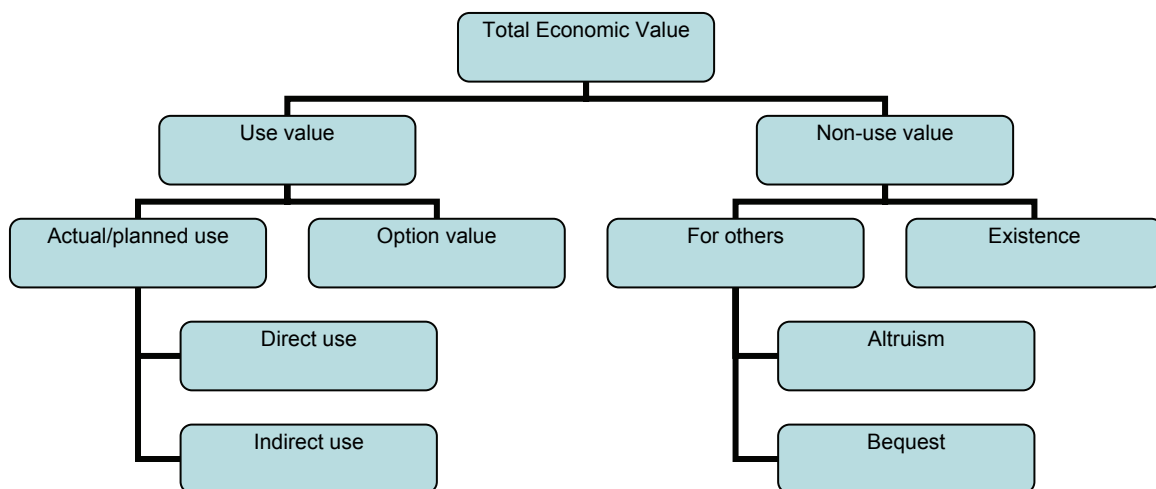 Total Economic Value
Use value
Non-use value
Actual/planned use
Option value
For others
Existence
Direct use
Altruism
Indirect use
Bequest